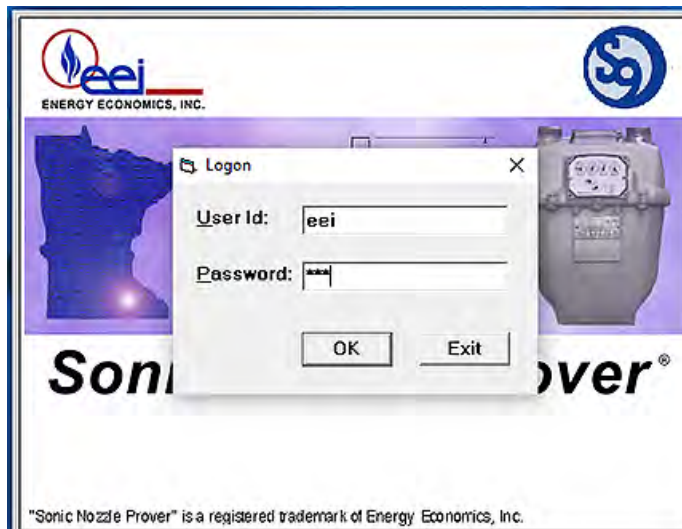 eei
ENERGY ECONOMICS, INC.
Logon
User Id:
eei
Password:
***
OK
Exit
Soni
over®
"Sonic Nozzle Prover" is a registered trademark of Energy Economics, Inc.